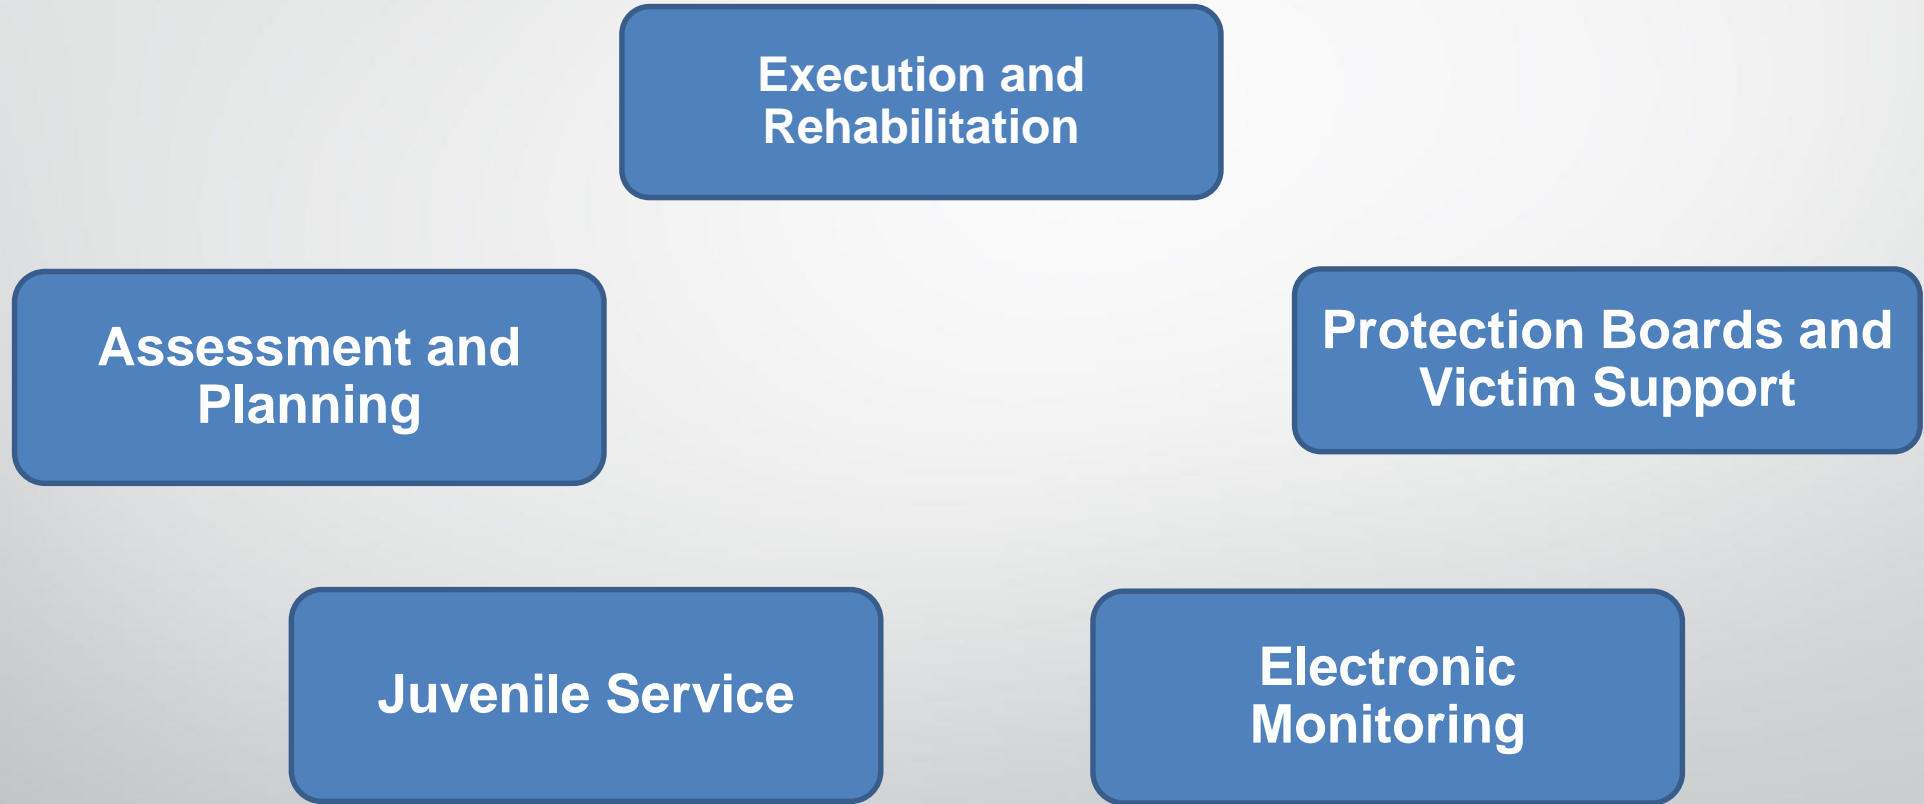 Execution and
Rehabilitation
Assessment and
Planning
Protection Boards and
Victim Support
Juvenile Service
Electronic
Monitoring